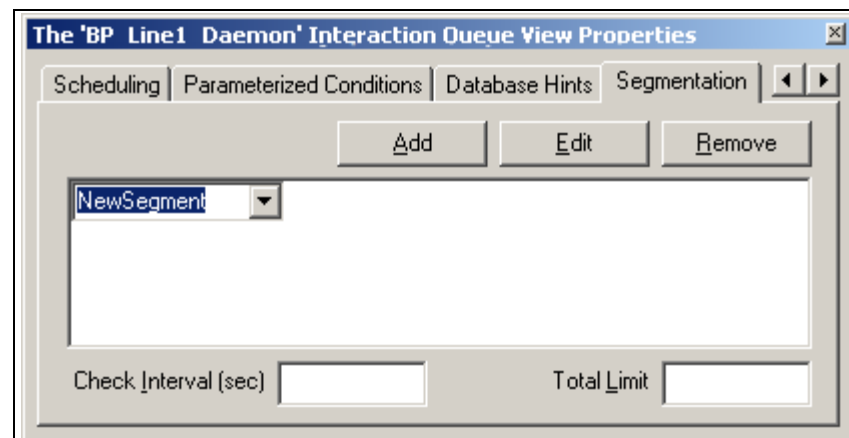 The 'BP Line1 Daemon' Interaction Queue View Properties
Scheduling Parameterized Conditions Database Hints Segmentation
Add Edit Remove
NewSegment
Check Interval (sec) Total Limit